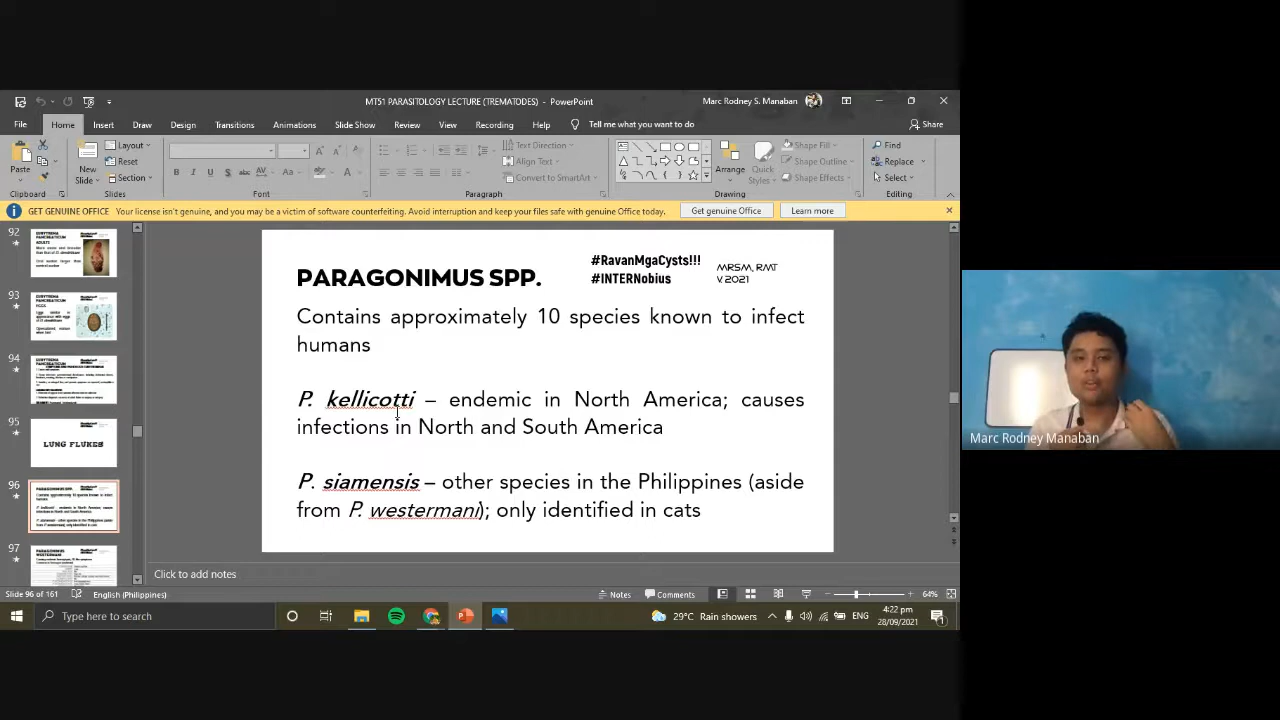 MT51 PARASITOLOGY LECTURE (TREMATODES) - PowerPoint
Marc Rodney S. Manaban
File Home Insert Draw Design Transitions Animations Slide Show Review View Recording Help Tell me what you want to do
Share
Paste
Clipboard
New Slide
Layout
Reset
Section
Slides
Font
Text Direction
Align Text
Convert to SmartArt
Paragraph
Arrange
Quick Styles
Shape Fill
Shape Outline
Shape Effects
Drawing
Find
Replace
Select
Editing
GET GENUINE OFFICE Your license isn't genuine, and you may be a victim of software counterfeiting. Avoid interruption and keep your files safe with genuine Office today. Get genuine Office Learn more
92
93
94
95
LUNG FLUKES
96
97
PARAGONIMUS SPP.
#RavanMgaCysts!!!
#INTERNobius
MRSM, RMT
V.2021
Contains approximately 10 species known to infect
humans
P. kellicotti – endemic in North America; causes
infections in North and South America
P. siamensis – other species in the Philippines (aside
from P. westermani); only identified in cats
Click to add notes
Slide 96 of 161 English (Philippines) Notes Comments 64%
Type here to search
29°C Rain showers
ENG
4:22 pm
28/09/2021
Marc Rodney Manaban